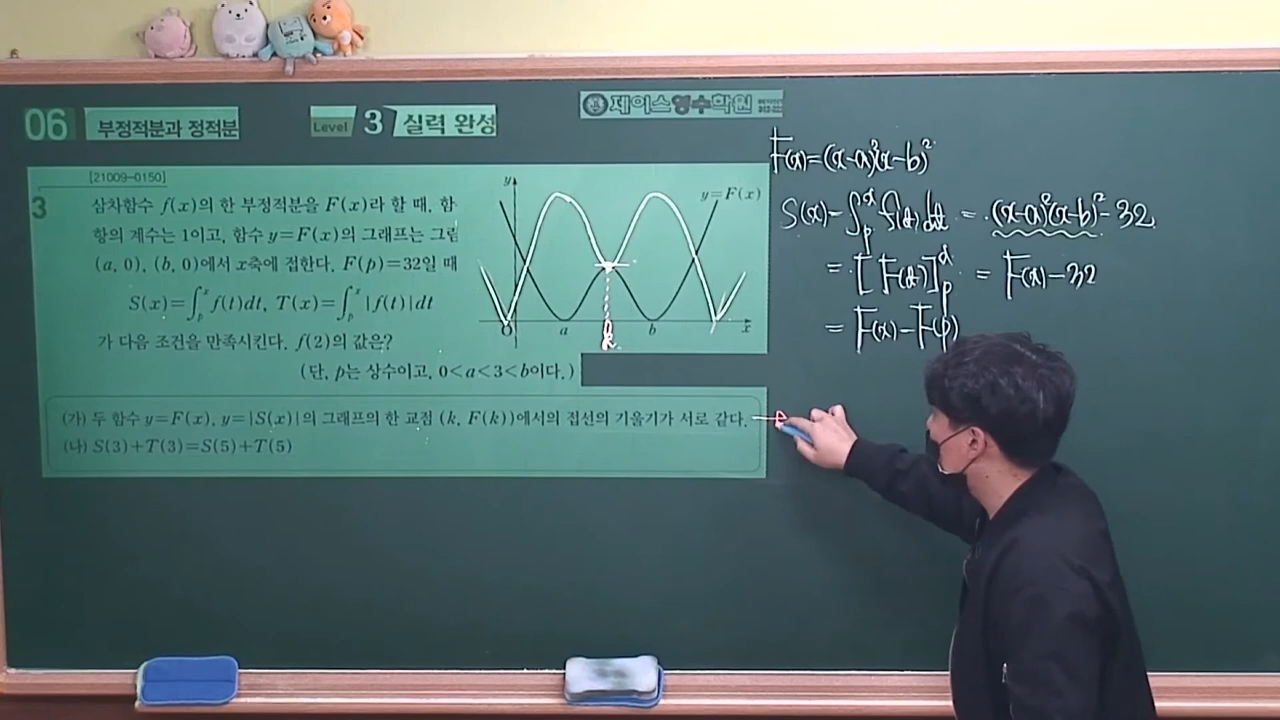 06 부정적분과 정적분 Level 3 실력 완성 제이스영수학원
[21009-0150]
3 삼차함수 f(x)의 한 부정적분을 F(x)라 할 때, 함
항의 계수는 1이고, 함수 y=F(x)의 그래프는 그림
(a, 0), (b, 0)에서 x축에 접한다. F(p)=32일 때
S(x)=∫ₚˣ f(t)dt, T(x)=∫ₚˣ |f(t)|dt
가 다음 조건을 만족시킨다. f(2)의 값은?
(단, p는 상수이고, 0<a<3<b이다.)
y
y=F(x)
O a k b x
(가) 두 함수 y=F(x), y=|S(x)|의 그래프의 한 교점 (k, F(k))에서의 접선의 기울기가 서로 같다.
(나) S(3)+T(3)=S(5)+T(5)
F(x)=(x-a)²(x-b)²
S(x)=∫ₚˣ f(t)dt = (x-a)²(x-b)²-32
= [F(t)]ₚˣ = F(x)-32
= F(x)-F(p)